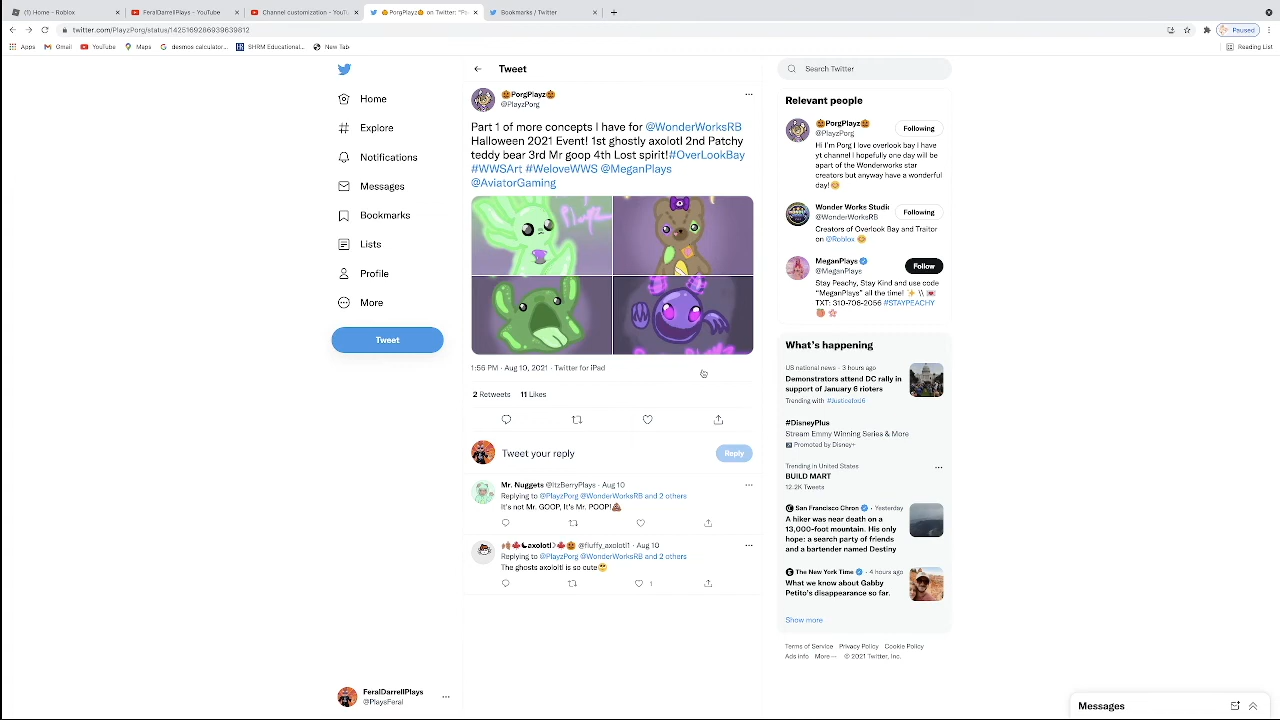 (1) Home - Roblox
FeralDarrellPlays - YouTube
Channel customization - YouTu
🎃PorgPlayz🎃 on Twitter: "Pa
Bookmarks / Twitter
twitter.com/PlayzPorg/status/1425169286939639812
Paused
Apps
Gmail
YouTube
Maps
desmos calculator...
SHRM Educational...
New Tab
Reading List
Home
Explore
Notifications
Messages
Bookmarks
Lists
Profile
More
Tweet
FeralDarrellPlays
@PlaysFeral
Tweet
🎃PorgPlayz🎃
@PlayzPorg
Part 1 of more concepts I have for @WonderWorksRB
Halloween 2021 Event! 1st ghostly axolotl 2nd Patchy
teddy bear 3rd Mr goop 4th Lost spirit!#OverLookBay
#WWSArt #WeloveWWS @MeganPlays
@AviatorGaming
1:56 PM · Aug 10, 2021 · Twitter for iPad
2 Retweets 11 Likes
Tweet your reply
Reply
Mr. Nuggets @ItzBerryPlays · Aug 10
Replying to @PlayzPorg @WonderWorksRB and 2 others
It's not Mr. GOOP, It's Mr. POOP!💩
axolotl @fluffy_axolotl1 · Aug 10
Replying to @PlayzPorg @WonderWorksRB and 2 others
The ghosts axolotl is so cute
1
Search Twitter
Relevant people
🎃PorgPlayz🎃
@PlayzPorg
Following
Hi I'm Porg I love overlook bay I have
yt channel I hopefully one day will be
apart of the Wonderworks star
creators but anyway have a wonderful
day!😊
Wonder Works Studio
@WonderWorksRB
Following
Creators of Overlook Bay and Traitor
on @Roblox 😊
MeganPlays
@MeganPlays
Follow
Stay Peachy, Stay Kind and use code
"MeganPlays" all the time! ✨ \\ 💌
TXT: 310-706-2056 #STAYPEACHY
🍑 🌸
What's happening
US national news · 3 hours ago
Demonstrators attend DC rally in
support of January 6 rioters
Trending with #Justiceforj6
#DisneyPlus
Stream Emmy Winning Series & More
Promoted by Disney+
Trending in United States
BUILD MART
12.2K Tweets
San Francisco Chron · Yesterday
A hiker was near death on a
13,000-foot mountain. His only
hope: a search party of friends
and a bartender named Destiny
The New York Time · 4 hours ago
What we know about Gabby
Petito's disappearance so far.
Show more
Terms of Service Privacy Policy Cookie Policy
Ads info More··· © 2021 Twitter, Inc.
Messages